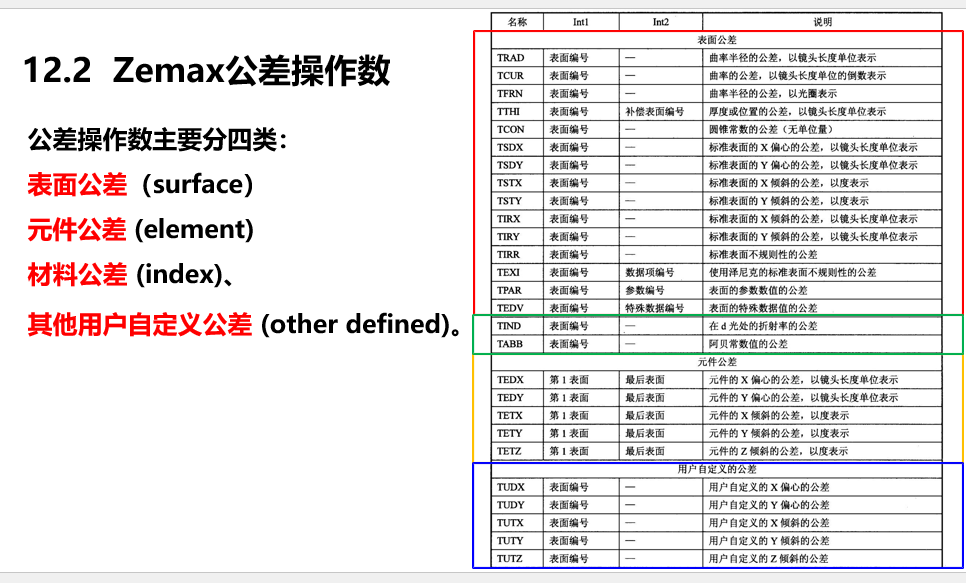 12.2 Zemax公差操作数
公差操作数主要分四类：
表面公差（surface）
元件公差 (element)
材料公差 (index)、
其他用户自定义公差 (other defined)。
名称 Int1 Int2 说明
表面公差
TRAD 表面编号 — 曲率半径的公差，以镜头长度单位表示
TCUR 表面编号 — 曲率的公差，以镜头长度单位的倒数表示
TFRN 表面编号 — 曲率半径的公差，以光圈表示
TTHI 表面编号 补偿表面编号 厚度或位置的公差，以镜头长度单位表示
TCON 表面编号 — 圆锥常数的公差（无单位量）
TSDX 表面编号 — 标准表面的 X 偏心的公差，以镜头长度单位表示
TSDY 表面编号 — 标准表面的 Y 偏心的公差，以镜头长度单位表示
TSTX 表面编号 — 标准表面的 X 倾斜的公差，以度表示
TSTY 表面编号 — 标准表面的 Y 倾斜的公差，以度表示
TIRX 表面编号 — 标准表面的 X 倾斜的公差，以镜头长度单位表示
TIRY 表面编号 — 标准表面的 Y 倾斜的公差，以镜头长度单位表示
TIRR 表面编号 — 标准表面不规则性的公差
TEXI 表面编号 数据项编号 使用泽尼克的标准表面不规则性的公差
TPAR 表面编号 参数编号 表面的参数数值的公差
TEDV 表面编号 特殊数据编号 表面的特殊数据值的公差
TIND 表面编号 — 在 d 光处的折射率的公差
TABB 表面编号 — 阿贝常数值的公差
元件公差
TEDX 第 1 表面 最后表面 元件的 X 偏心的公差，以镜头长度单位表示
TEDY 第 1 表面 最后表面 元件的 Y 偏心的公差，以镜头长度单位表示
TETX 第 1 表面 最后表面 元件的 X 倾斜的公差，以度表示
TETY 第 1 表面 最后表面 元件的 Y 倾斜的公差，以度表示
TETZ 第 1 表面 最后表面 元件的 Z 倾斜的公差，以度表示
用户自定义的公差
TUDX 表面编号 — 用户自定义的 X 偏心的公差
TUDY 表面编号 — 用户自定义的 Y 偏心的公差
TUTX 表面编号 — 用户自定义的 X 倾斜的公差
TUTY 表面编号 — 用户自定义的 Y 倾斜的公差
TUTZ 表面编号 — 用户自定义的 Z 倾斜的公差